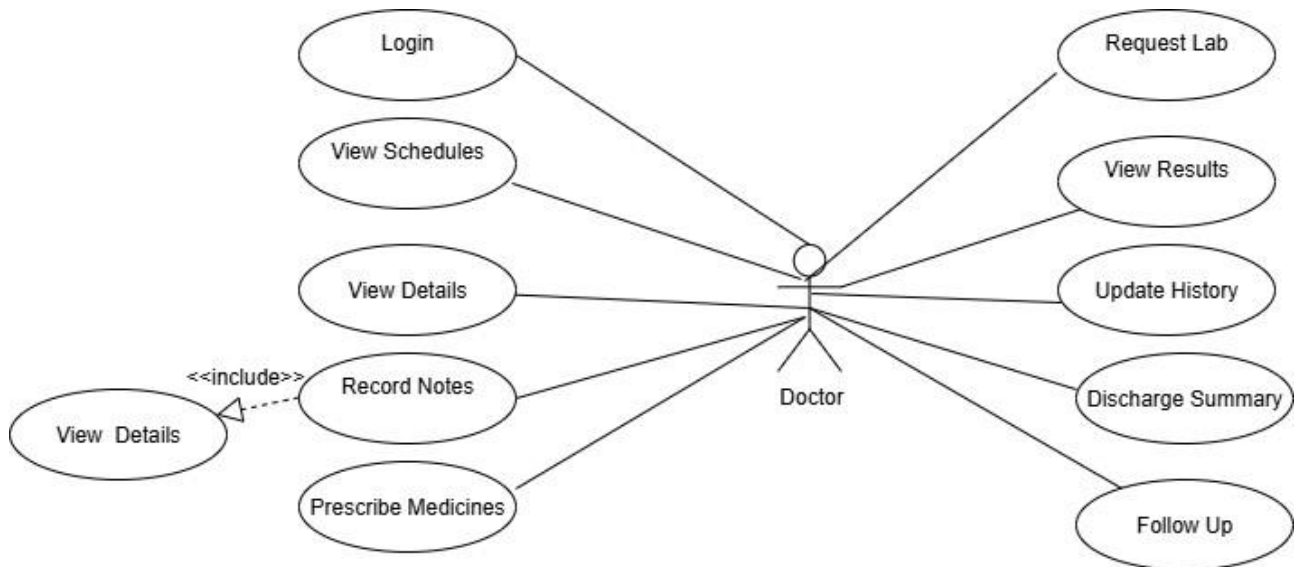 Login
Request Lab
View Schedules
View Results
View Details
Update History
<<include>>
Record Notes
Doctor
Discharge Summary
View Details
Prescribe Medicines
Follow Up